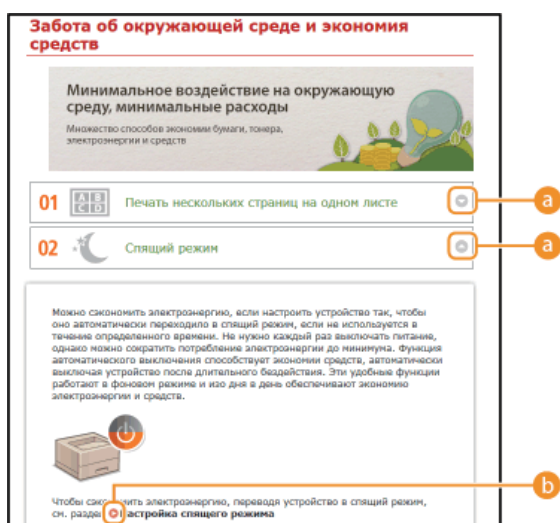 Забота об окружающей среде и экономия
средств
Минимальное воздействие на окружающую
среду, минимальные расходы
Множество способов экономии бумаги, тонера,
электроэнергии и средств
01 A B C D Печать нескольких страниц на одном листе a
02 Спящий режим a
Можно сэкономить электроэнергию, если настроить устройство так, чтобы
оно автоматически переходило в спящий режим, если не используется в
течение определенного времени. Не нужно каждый раз выключать питание,
однако можно сократить потребление электроэнергии до минимума. Функция
автоматического выключения способствует экономии средств, автоматически
выключая устройство после длительного бездействия. Эти удобные функции
работают в фоновом режиме и изо дня в день обеспечивают экономию
электроэнергии и средств.
b
Чтобы сэкономить электроэнергию, переводя устройство в спящий режим,
см. раздел Настройка спящего режима